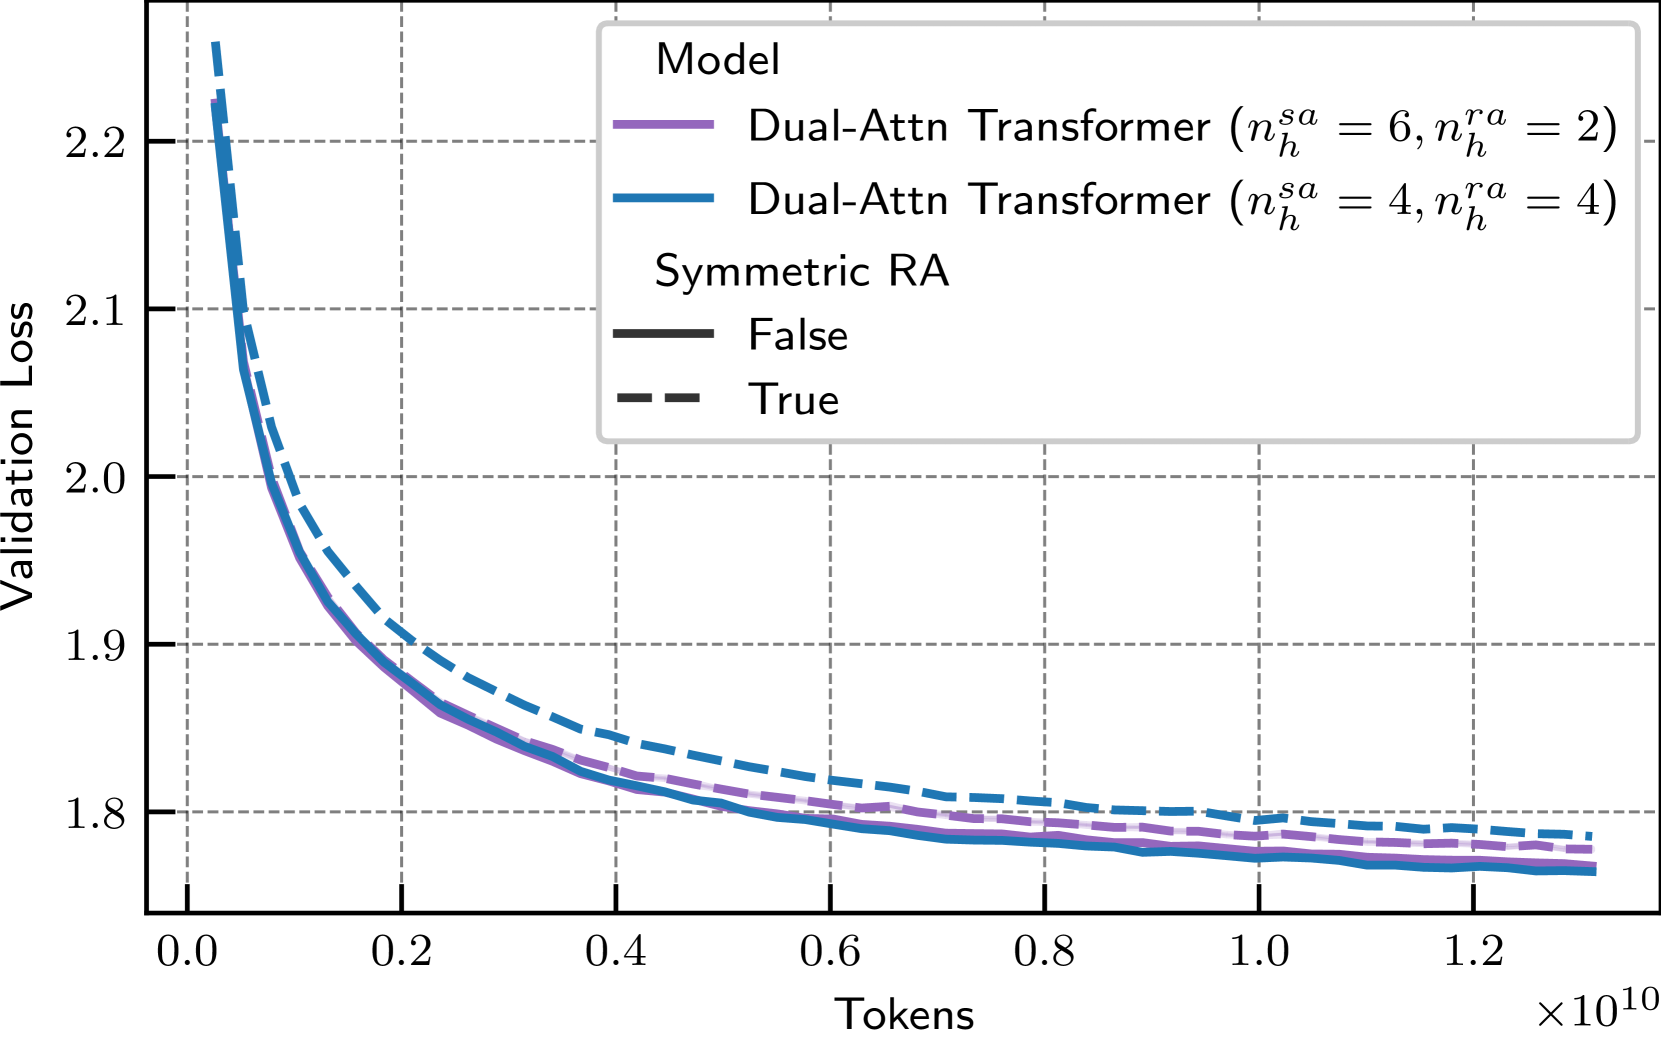 Model
Dual-Attn Transformer ($n_h^{sa} = 6, n_h^{ra} = 2$)
Dual-Attn Transformer ($n_h^{sa} = 4, n_h^{ra} = 4$)
Symmetric RA
False
True
Validation Loss
2.2
2.1
2.0
1.9
1.8
0.0 0.2 0.4 0.6 0.8 1.0 1.2
Tokens
×10¹⁰